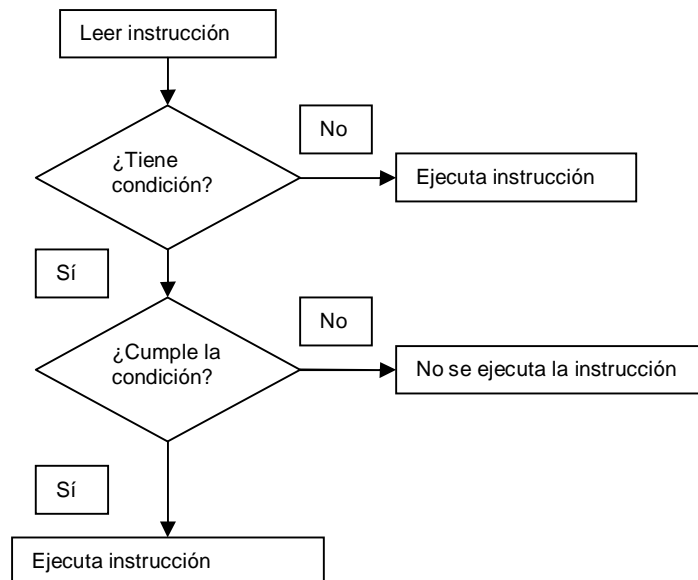 Leer instrucción
No
¿Tiene
condición?
Ejecuta instrucción
Sí
No
¿Cumple la
condición?
No se ejecuta la instrucción
Sí
Ejecuta instrucción